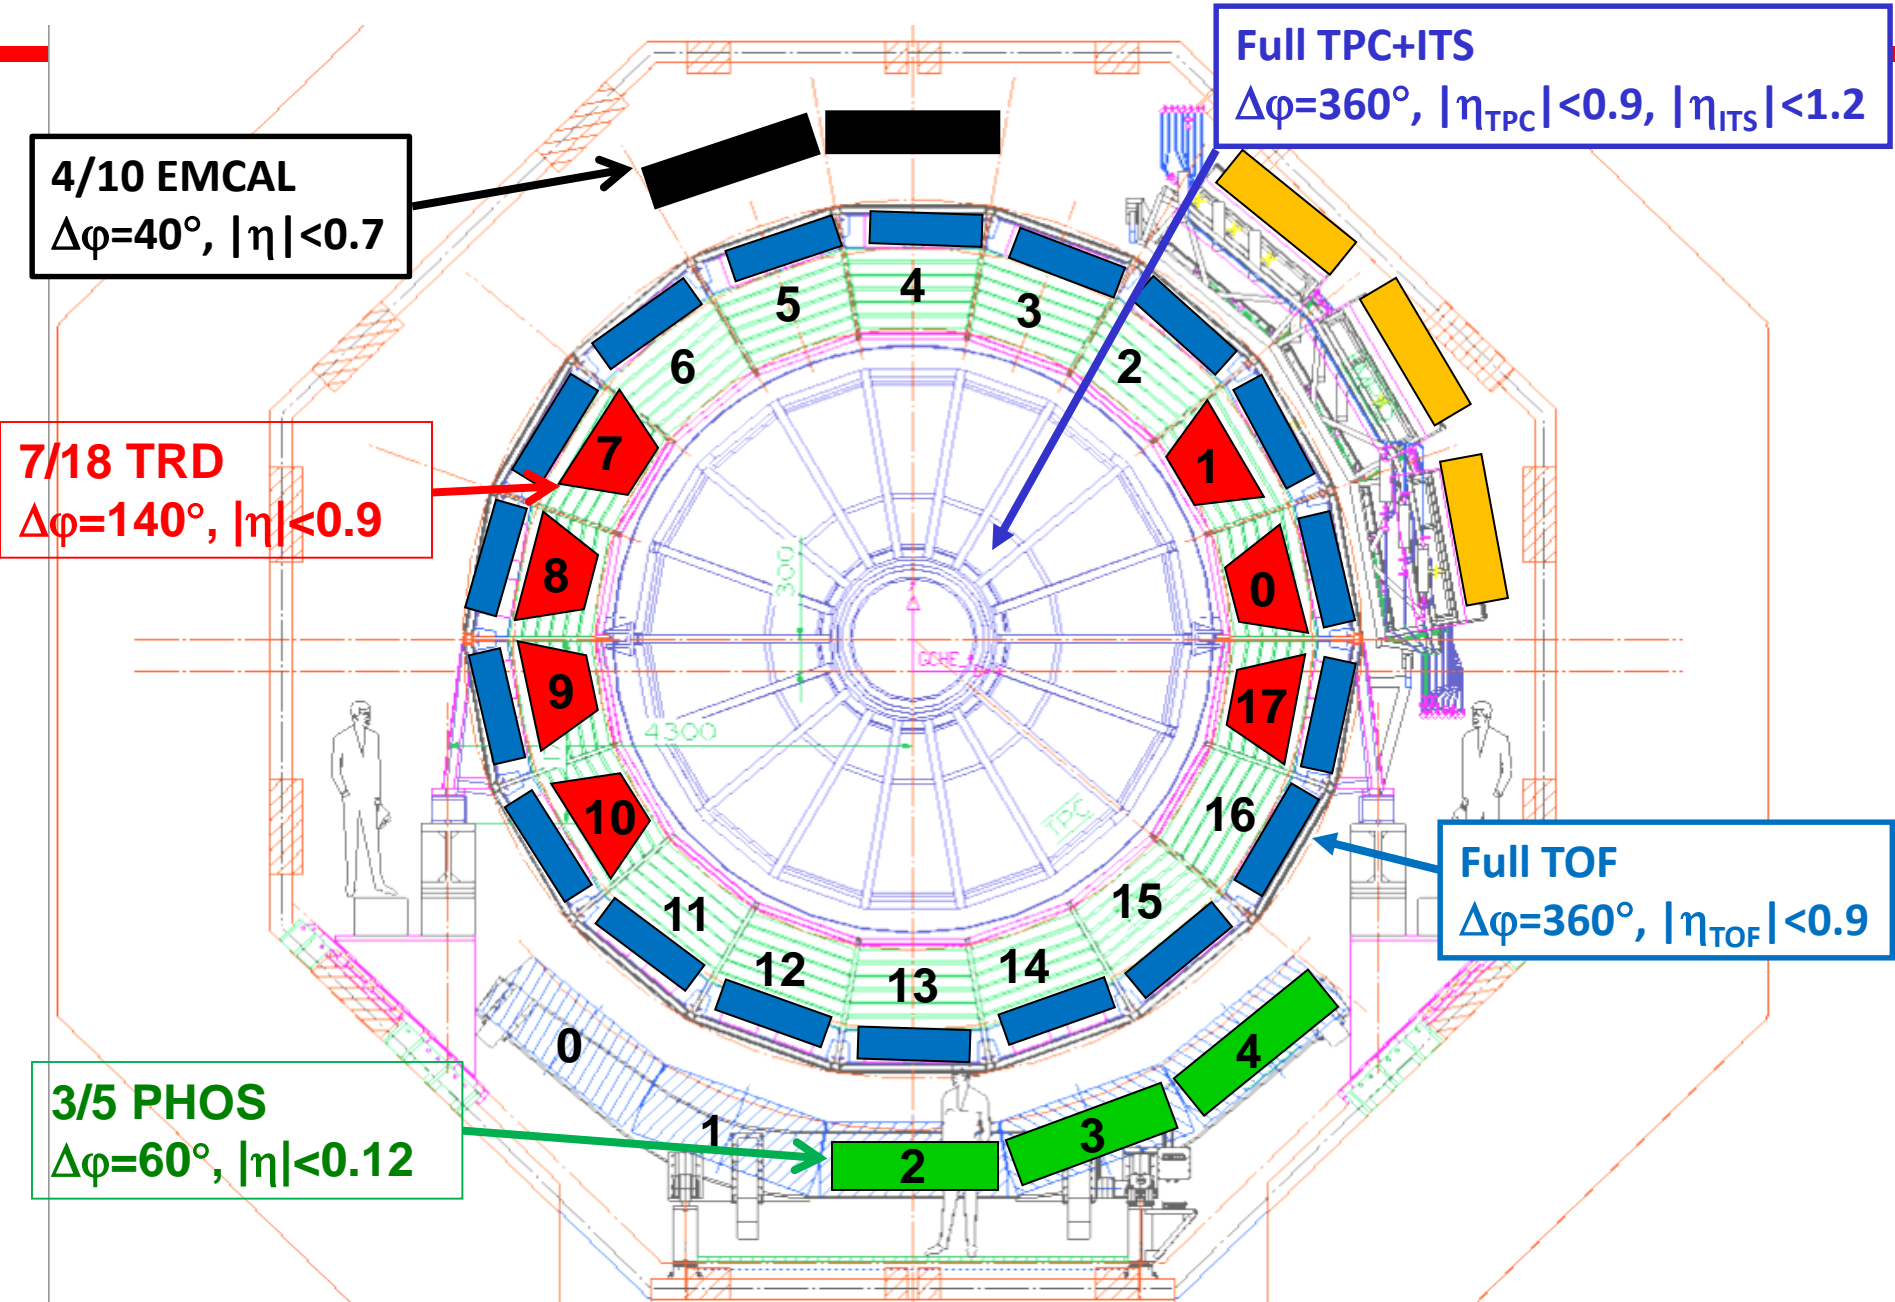 Full TPC+ITS
Δφ=360°, |ηTPC|<0.9, |ηITS|<1.2
4/10 EMCAL
Δφ=40°, |η|<0.7
7/18 TRD
Δφ=140°, |η|<0.9
5
4
3
6
2
7
1
8
0
9
17
10
16
11
15
12
13
14
300
4300
TPC
Full TOF
Δφ=360°, |ηTOF|<0.9
3/5 PHOS
Δφ=60°, |η|<0.12
0
1
2
3
4